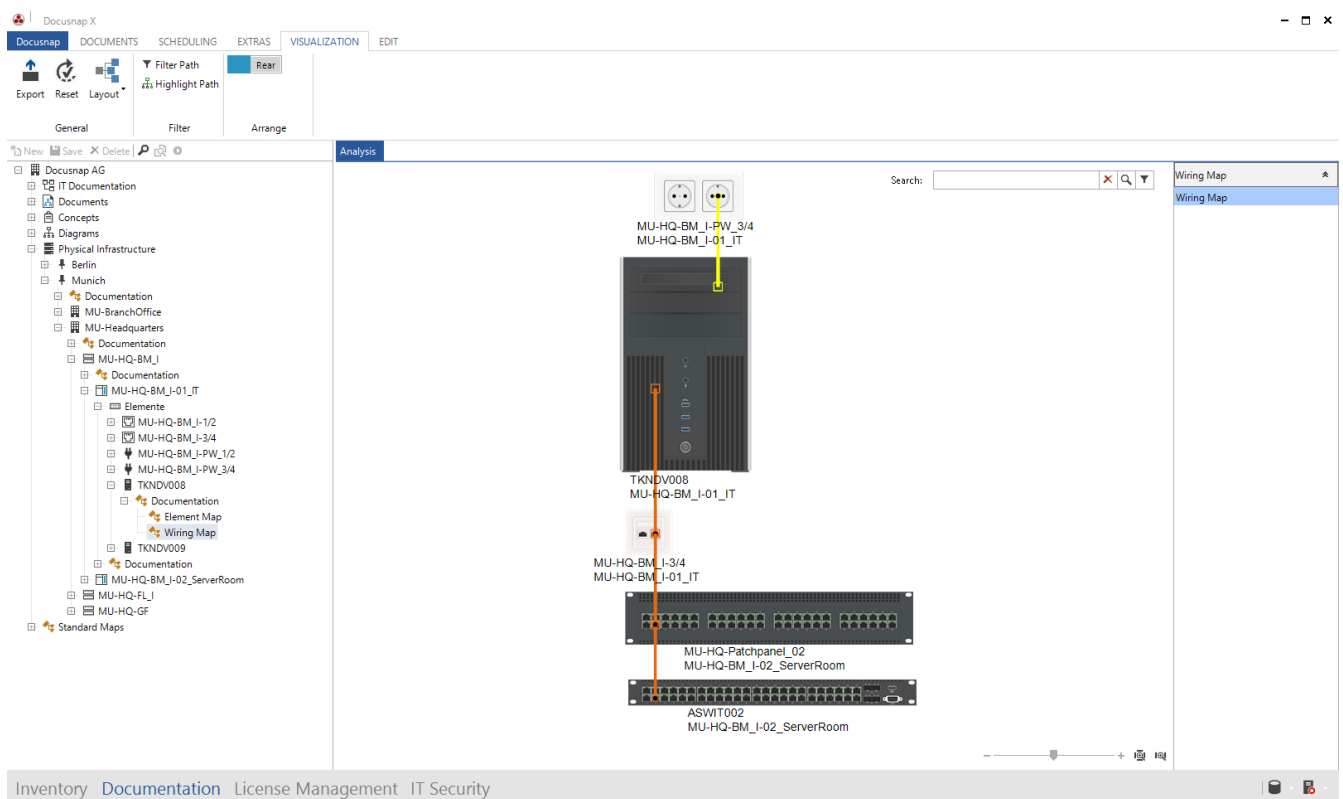 Docusnap X
Docusnap DOCUMENTS SCHEDULING EXTRAS VISUALIZATION EDIT
Export Reset Layout
Filter Path
Highlight Path
Rear
General Filter Arrange
New Save Delete
Analysis
Docusnap AG
IT Documentation
Documents
Concepts
Diagrams
Physical Infrastructure
Berlin
Munich
Documentation
MU-BranchOffice
MU-Headquarters
Documentation
MU-HQ-BM_I
Documentation
MU-HQ-BM_I-01_IT
Elemente
MU-HQ-BM_I-1/2
MU-HQ-BM_I-3/4
MU-HQ-BM_I-PW_1/2
MU-HQ-BM_I-PW_3/4
TKNDV008
Documentation
Element Map
Wiring Map
TKNDV009
Documentation
MU-HQ-BM_I-02_ServerRoom
MU-HQ-FL_I
MU-HQ-GF
Standard Maps
Search:
MU-HQ-BM_I-PW_3/4
MU-HQ-BM_I-01_IT
TKNDV008
MU-HQ-BM_I-01_IT
MU-HQ-BM_I-3/4
MU-HQ-BM_I-01_IT
MU-HQ-Patchpanel_02
MU-HQ-BM_I-02_ServerRoom
ASWIT002
MU-HQ-BM_I-02_ServerRoom
Wiring Map
Wiring Map
Inventory Documentation License Management IT Security